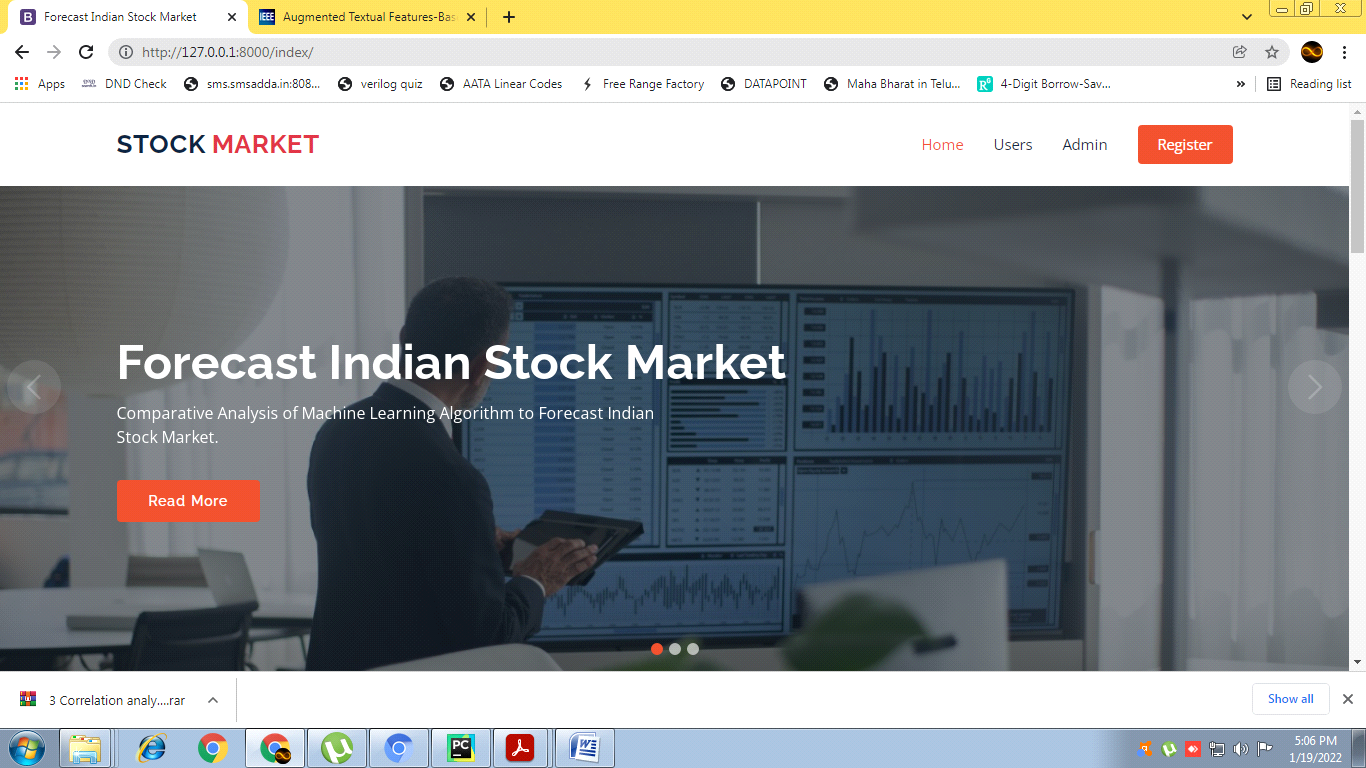 Forecast Indian Stock Market
IEEE Augmented Textual Features-Bas
http://127.0.0.1:8000/index/
Apps DND Check sms.smsadda.in:808... verilog quiz AATA Linear Codes Free Range Factory DATAPOINT Maha Bharat in Telu... 4-Digit Borrow-Sav... » Reading list
STOCK MARKET Home Users Admin Register
Forecast Indian Stock Market
Comparative Analysis of Machine Learning Algorithm to Forecast Indian
Stock Market.
Read More
3 Correlation analy....rar Show all
PC W
5:06 PM
1/19/2022